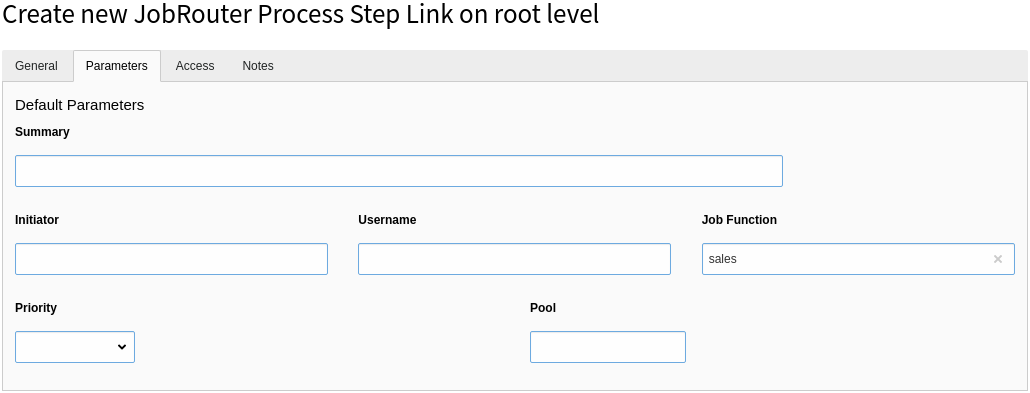 Create new JobRouter Process Step Link on root level
General Parameters Access Notes
Default Parameters
Summary
Initiator Username Job Function
sales ×
Priority Pool